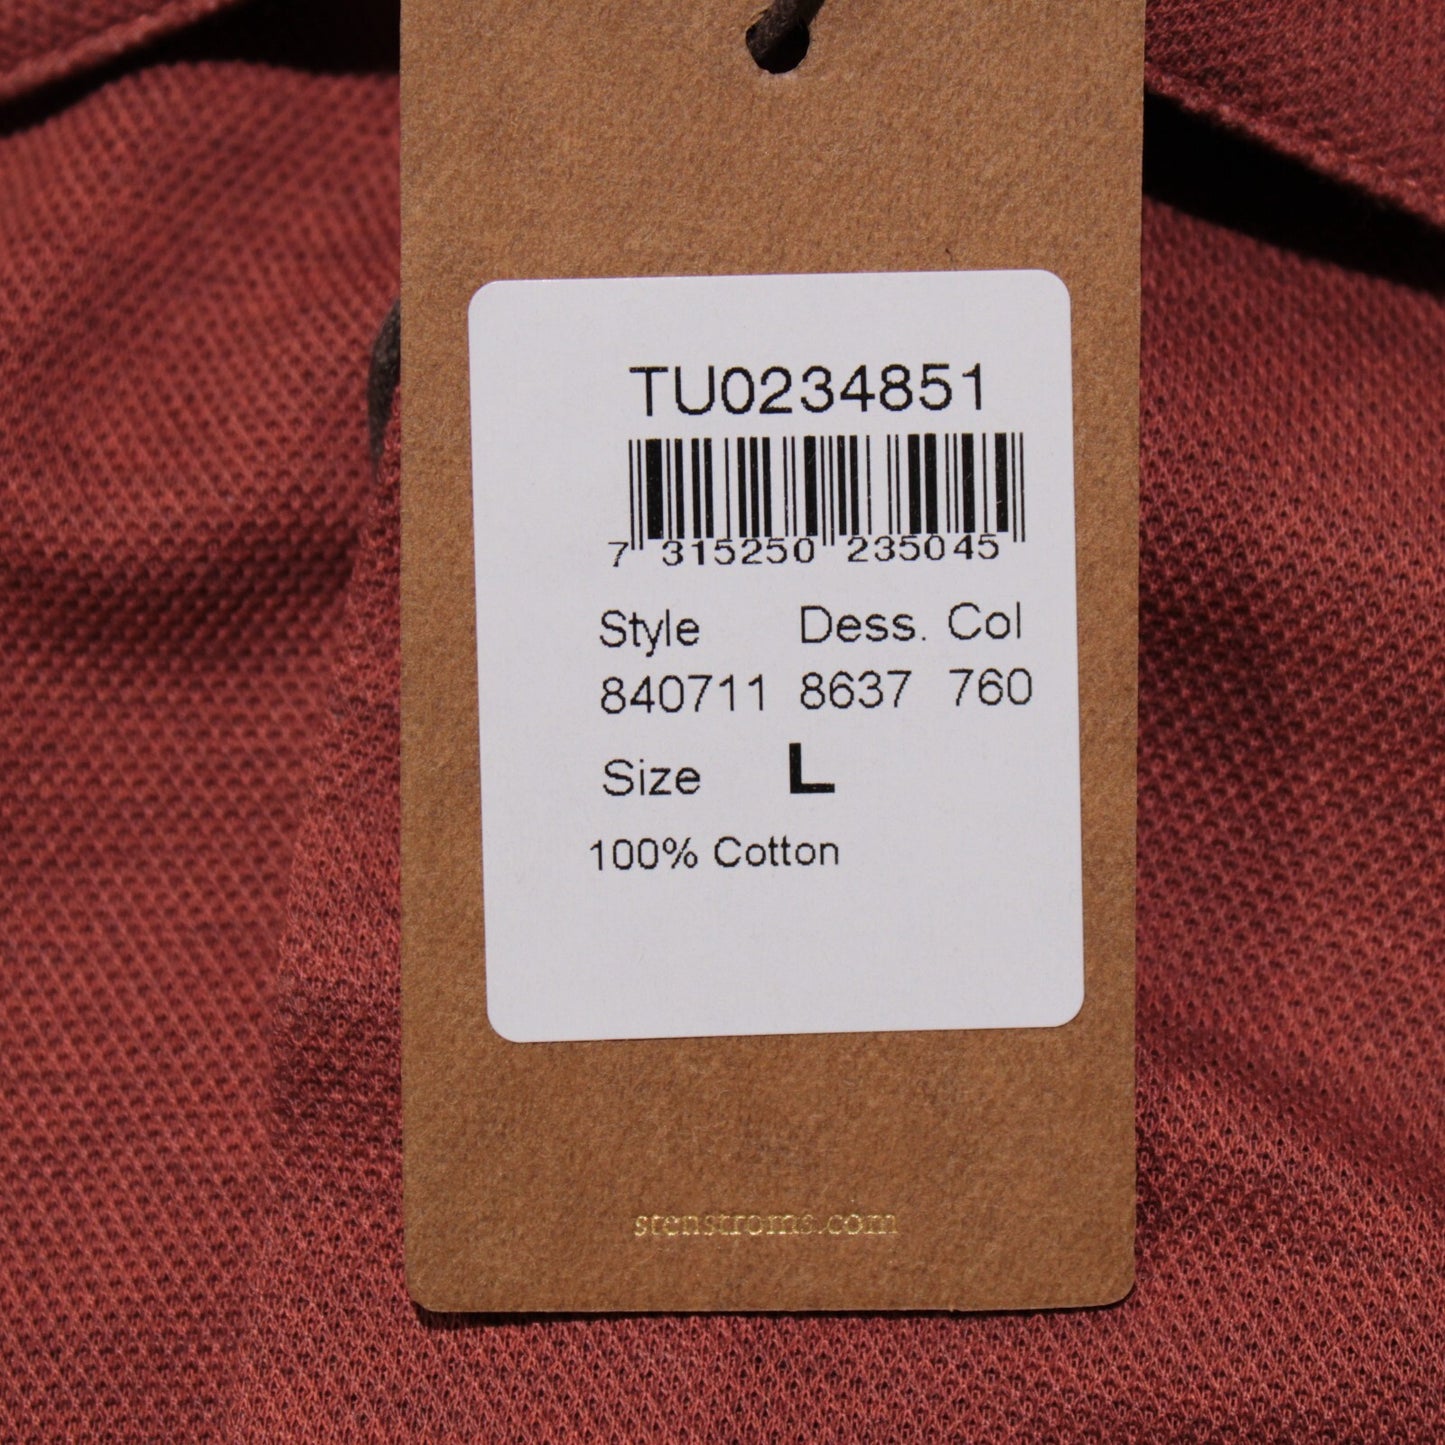 TU0234851
7 315250 235045
Style Dess. Col
840711 8637 760
Size L
100% Cotton
stenstroms.com